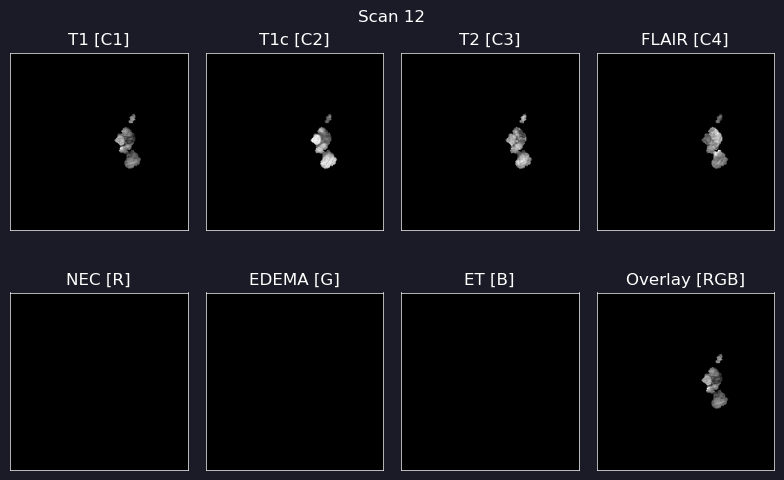 Scan 12
T1 [C1]
T1c [C2]
T2 [C3]
FLAIR [C4]
NEC [R]
EDEMA [G]
ET [B]
Overlay [RGB]